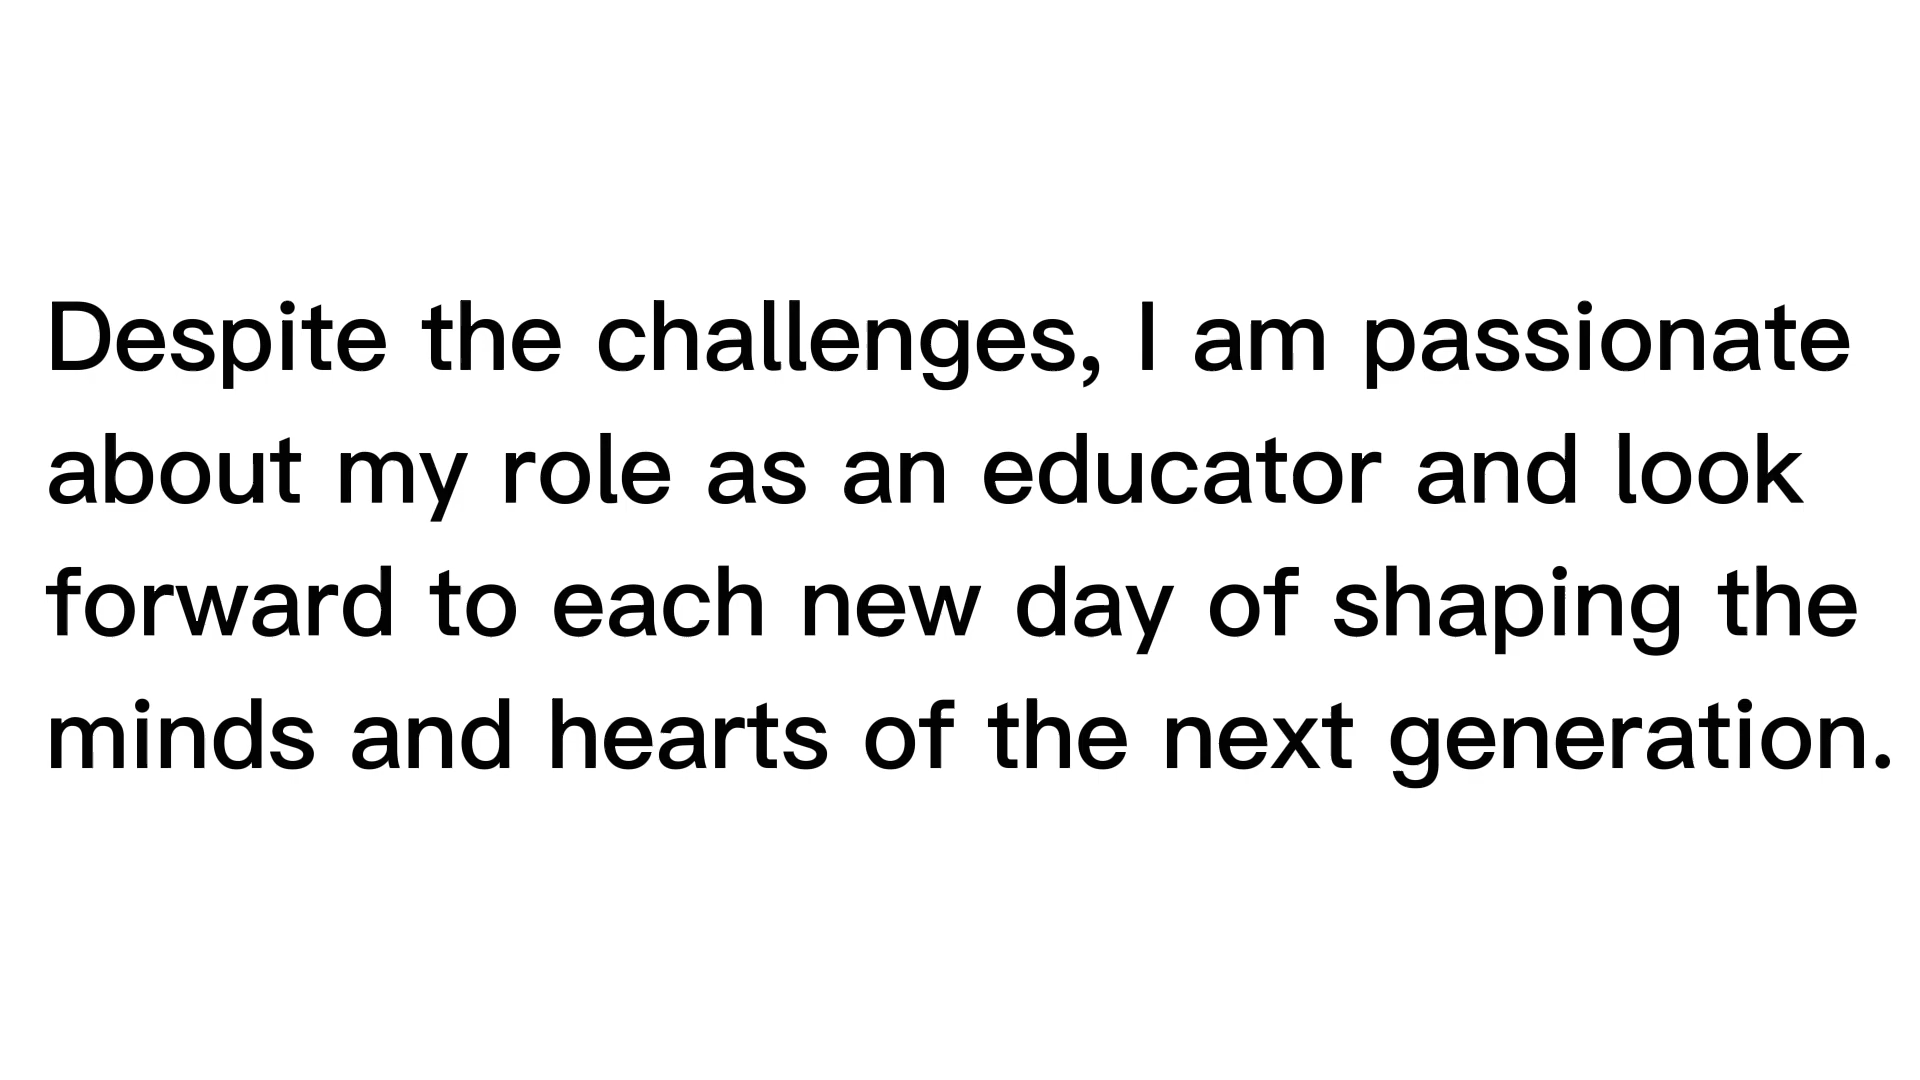 Despite the challenges, I am passionate
about my role as an educator and look
forward to each new day of shaping the
minds and hearts of the next generation.